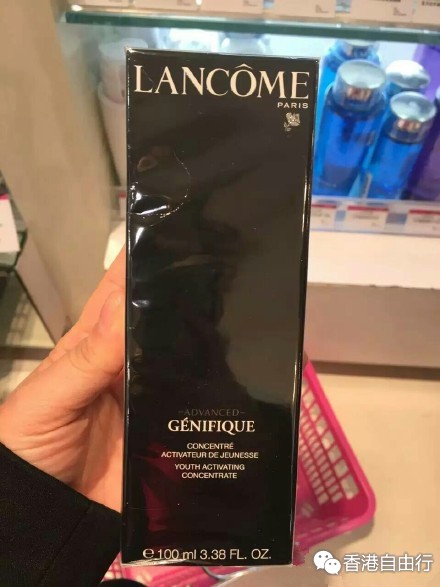 LANCÔME
PARIS
ADVANCED
GÉNIFIQUE
CONCENTRÉ
ACTIVATEUR DE JEUNESSE
YOUTH ACTIVATING
CONCENTRATE
℮ 100 ml 3.38 FL. OZ.
香港自由行